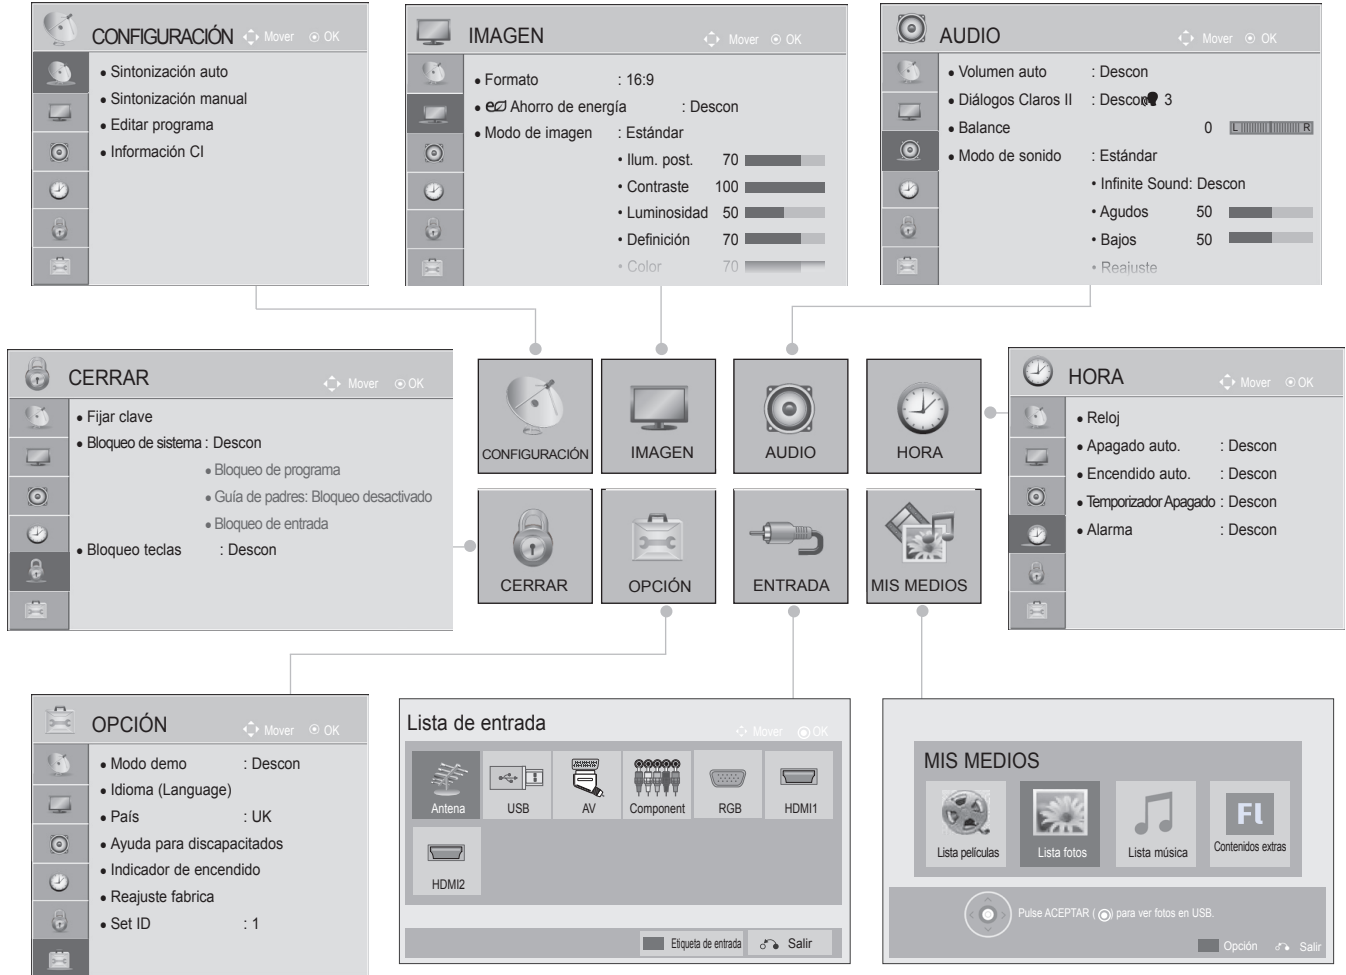 CONFIGURACIÓN Mover OK
• Sintonización auto
• Sintonización manual
• Editar programa
• Información CI
IMAGEN Mover OK
• Formato : 16:9
• Ahorro de energía : Descon
• Modo de imagen : Estándar
• Ilum. post. 70
• Contraste 100
• Luminosidad 50
• Definición 70
• Color 70
AUDIO Mover OK
• Volumen auto : Descon
• Diálogos Claros II : Descon 3
• Balance 0 L R
• Modo de sonido : Estándar
• Infinite Sound: Descon
• Agudos 50
• Bajos 50
• Reajuste
CERRAR Mover OK
• Fijar clave
• Bloqueo de sistema : Descon
• Bloqueo de programa
• Guía de padres: Bloqueo desactivado
• Bloqueo de entrada
• Bloqueo teclas : Descon
CONFIGURACIÓN
IMAGEN
AUDIO
HORA
CERRAR
OPCIÓN
ENTRADA
MIS MEDIOS
HORA Mover OK
• Reloj
• Apagado auto. : Descon
• Encendido auto. : Descon
• Temporizador Apagado : Descon
• Alarma : Descon
OPCIÓN Mover OK
• Modo demo : Descon
• Idioma (Language)
• País : UK
• Ayuda para discapacitados
• Indicador de encendido
• Reajuste fabrica
• Set ID : 1
Lista de entrada Mover OK
Antena
USB
AV
Component
RGB
HDMI1
HDMI2
Etiqueta de entrada Salir
MIS MEDIOS
Lista películas
Lista fotos
Lista música
FL
Contenidos extras
Pulse ACEPTAR ( ) para ver fotos en USB.
Opción Salir